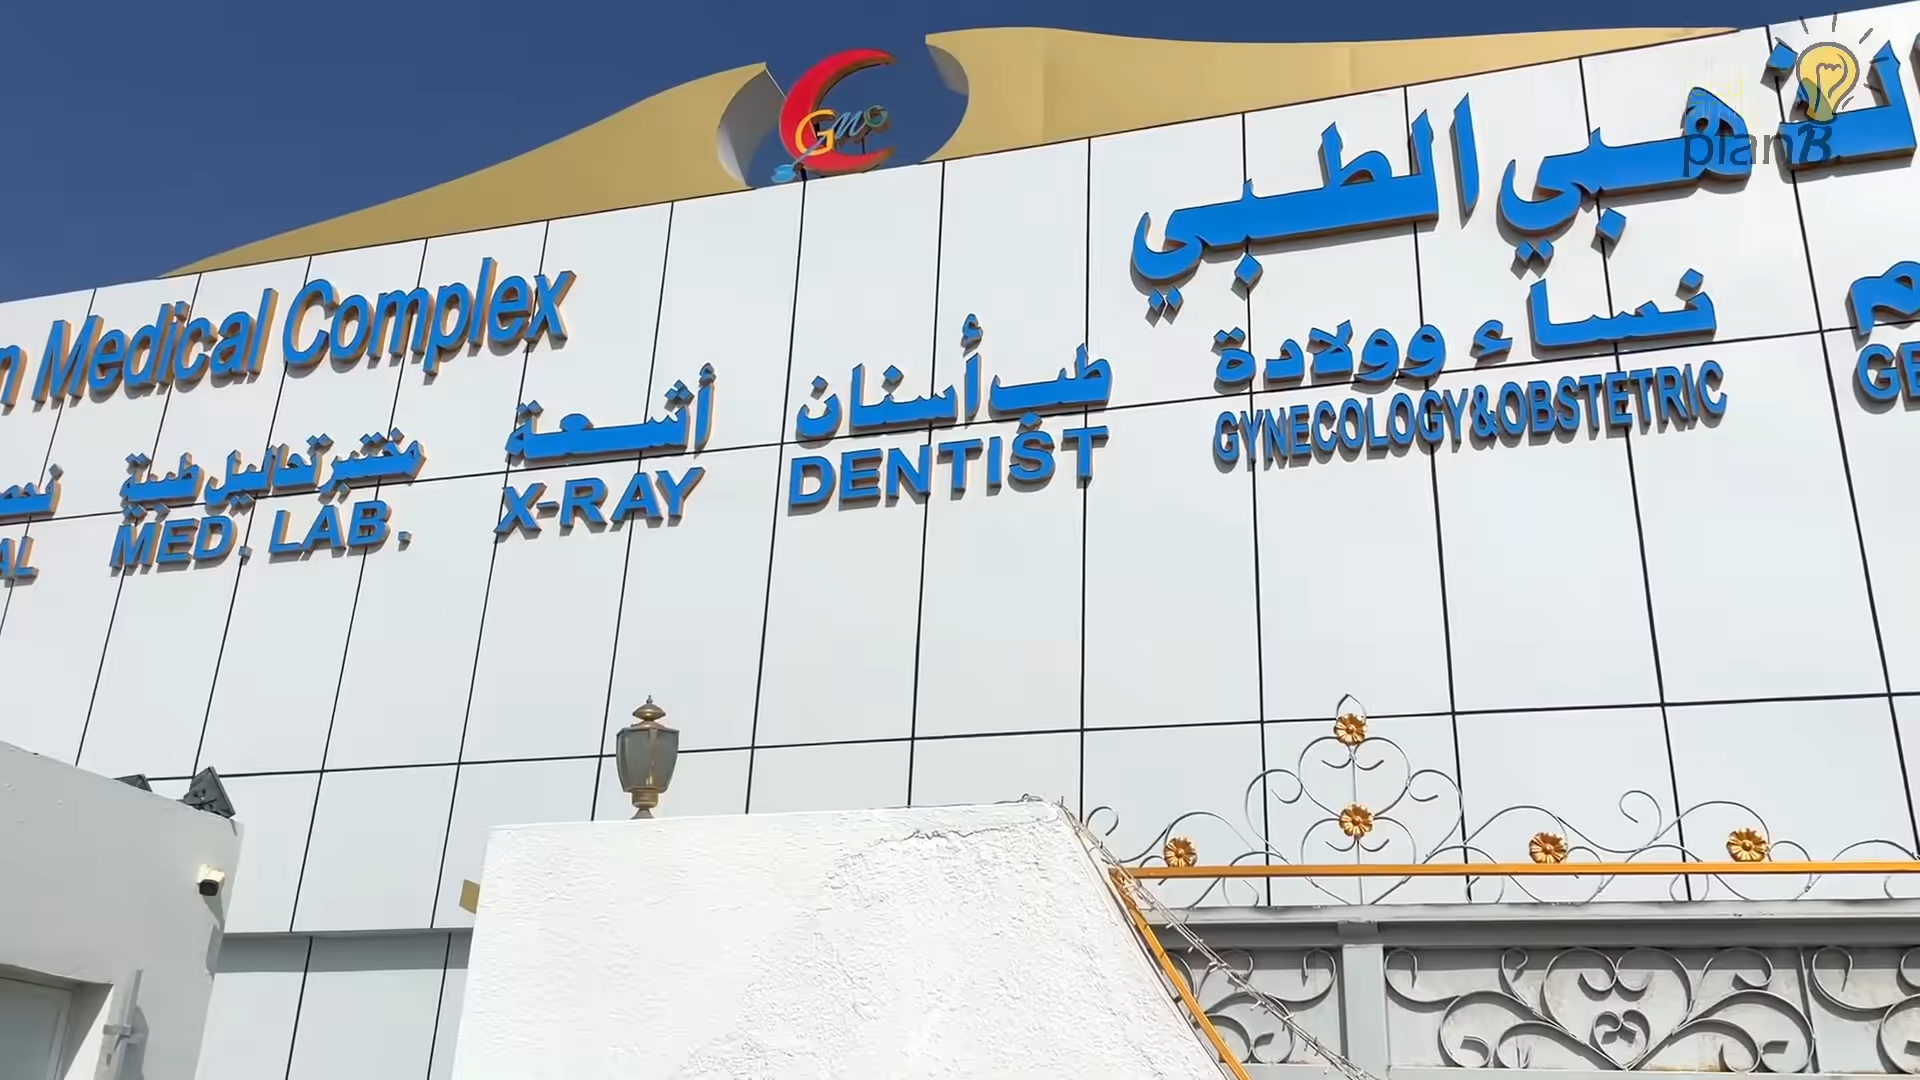 GMC
الذهبي الطبي
Medical Complex
نساء وولادة
GYNECOLOGY&OBSTETRIC
طب أسنان
DENTIST
أشعة
X-RAY
مختبر تحاليل طبية
MED. LAB.
planB